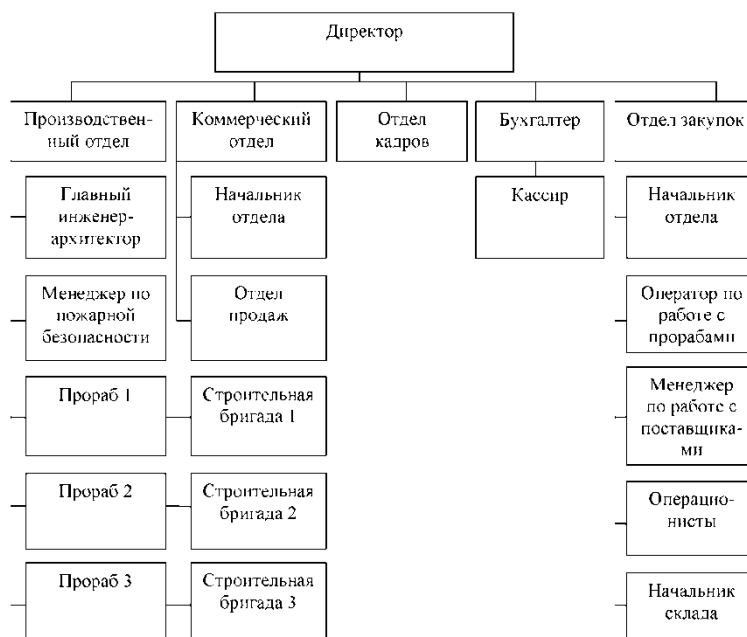 Директор
Производствен-
ный отдел
Коммерческий
отдел
Отдел
кадров
Бухгалтер
Отдел закупок
Главный
инженер-
архитектор
Начальник
отдела
Кассир
Начальник
отдела
Менеджер по
пожарной
безопасности
Отдел
продаж
Оператор по
работе с
прорабами
Прораб 1
Строительная
бригада 1
Менеджер
по работе с
поставщика-
ми
Прораб 2
Строительная
бригада 2
Операцио-
нисты
Прораб 3
Строительная
бригада 3
Начальник
склада